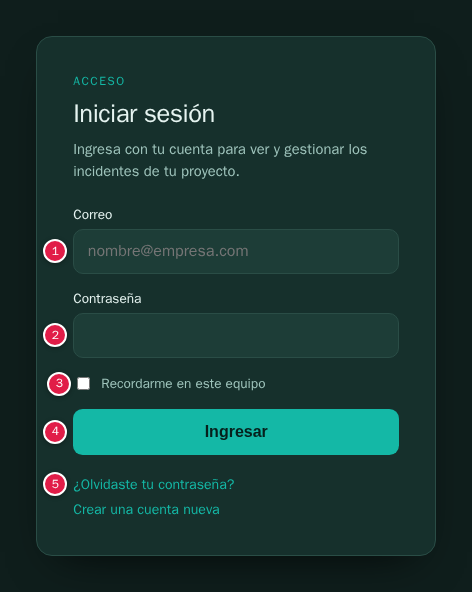 ACCESO
Iniciar sesión
Ingresa con tu cuenta para ver y gestionar los
incidentes de tu proyecto.
Correo
1 nombre@empresa.com
Contraseña
2
3 Recordarme en este equipo
4 Ingresar
5 ¿Olvidaste tu contraseña?
Crear una cuenta nueva